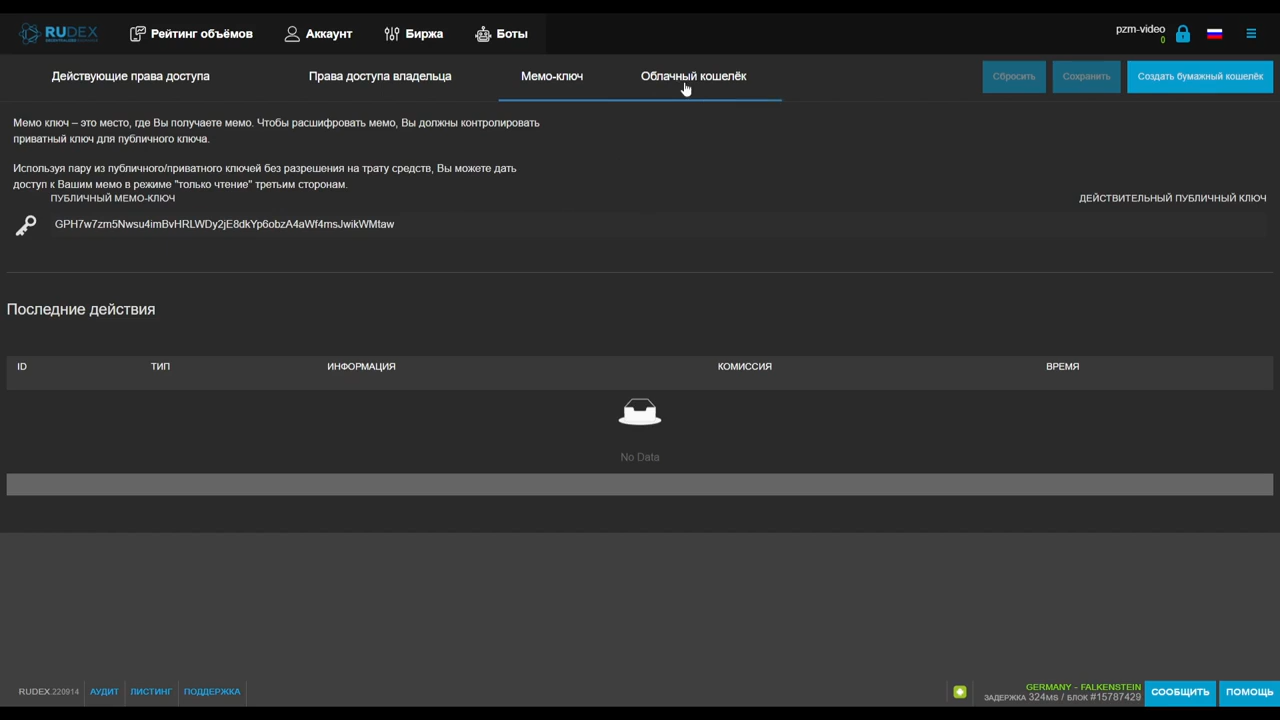 RUDEX
Рейтинг объёмов
Аккаунт
Биржа
Боты
pzm-video
0
Действующие права доступа
Права доступа владельца
Мемо-ключ
Облачный кошелёк
Сбросить
Сохранить
Создать бумажный кошелёк
Мемо ключ – это место, где Вы получаете мемо. Чтобы расшифровать мемо, Вы должны контролировать
приватный ключ для публичного ключа.
Используя пару из публичного/приватного ключей без разрешения на трату средств, Вы можете дать
доступ к Вашим мемо в режиме "только чтение" третьим сторонам.
ПУБЛИЧНЫЙ МЕМО-КЛЮЧ
ДЕЙСТВИТЕЛЬНЫЙ ПУБЛИЧНЫЙ КЛЮЧ
GPH7w7zm5Nwsu4imBvHRLWDy2jE8dkYp6obzA4aWf4msJwikWMtaw
Последние действия
ID
ТИП
ИНФОРМАЦИЯ
КОМИССИЯ
ВРЕМЯ
No Data
RUDEX.220914
АУДИТ
ЛИСТИНГ
ПОДДЕРЖКА
GERMANY - FALKENSTEIN
ЗАДЕРЖКА 324MS / БЛОК #15787429
СООБЩИТЬ
ПОМОЩЬ